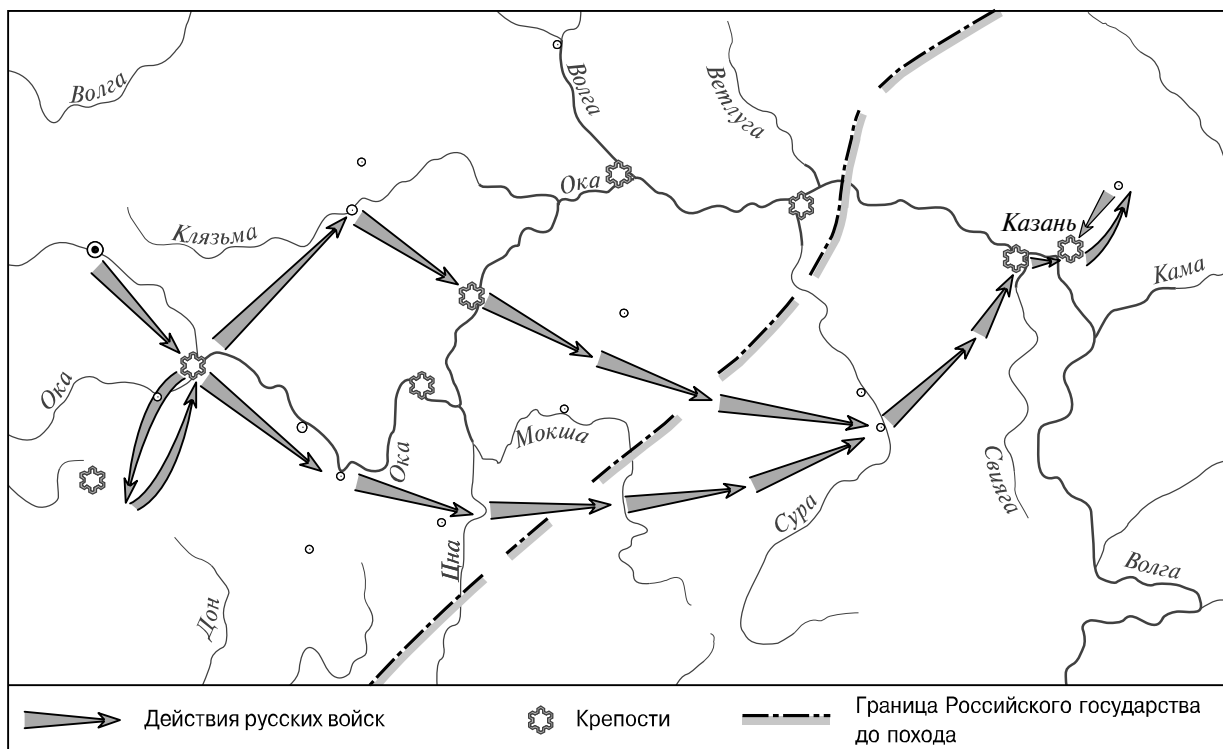 Волга
Волга
Ветлуга
Ока
Клязьма
Казань
Кама
Ока
Мокша
Ока
Свияга
Сура
Цна
Дон
Волга
Действия русских войск
Крепости
Граница Российского государства
до похода